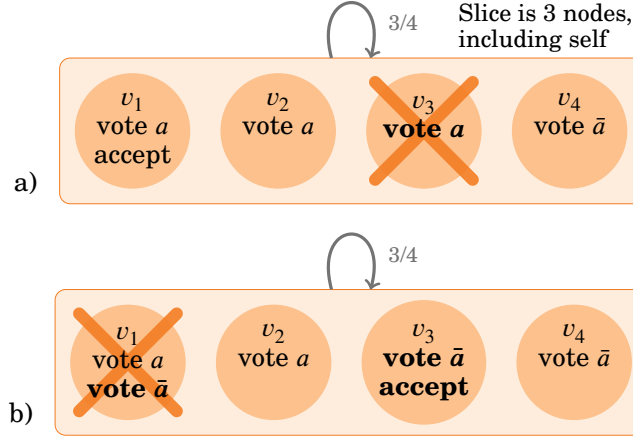 3/4
Slice is 3 nodes,
including self
v₁
vote a
accept
v₂
vote a
v₃
vote a
v₄
vote ā
a)
3/4
v₁
vote a
vote ā
v₂
vote a
v₃
vote ā
accept
v₄
vote ā
b)